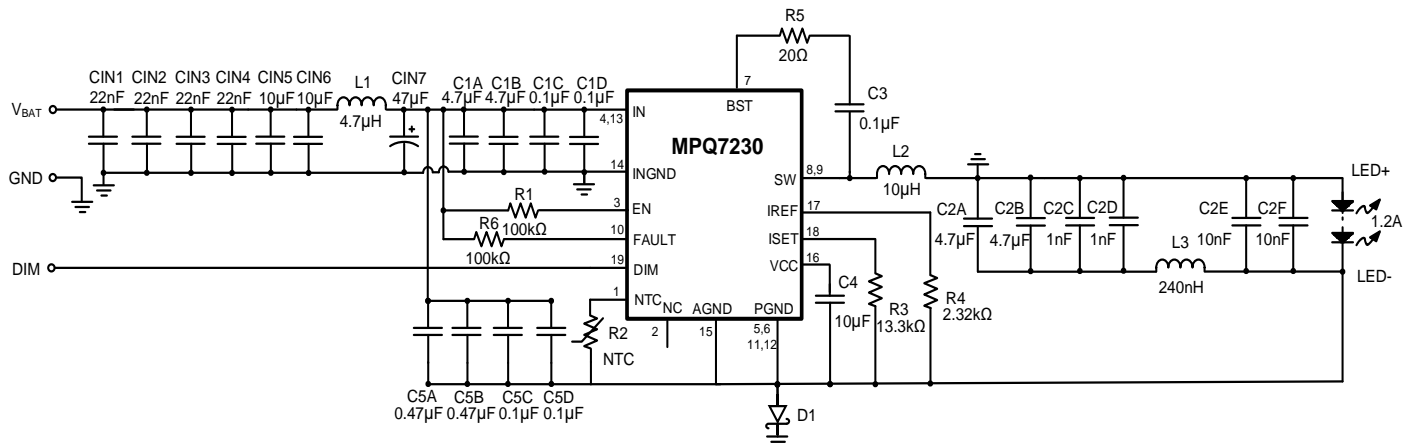 R5
20Ω
7
BST
C3
0.1µF
CIN1
22nF
CIN2
22nF
CIN3
22nF
CIN4
22nF
CIN5
10µF
CIN6
10µF
L1
4.7µH
CIN7
47µF
+
C1A
4.7µF
C1B
4.7µF
C1C
0.1µF
C1D
0.1µF
VBAT
GND
DIM
IN
4,13
MPQ7230
14
INGND
3
EN
10
FAULT
19
DIM
1
NTC
NC
2
AGND
15
PGND
5,6
11,12
SW
8,9
IREF
17
ISET
18
VCC
16
R1
100kΩ
R6
100kΩ
R2
NTC
C5A
0.47µF
C5B
0.47µF
C5C
0.1µF
C5D
0.1µF
D1
C4
10µF
R3
13.3kΩ
R4
2.32kΩ
L2
10µH
C2A
4.7µF
C2B
4.7µF
C2C
1nF
C2D
1nF
L3
240nH
C2E
10nF
C2F
10nF
LED+
1.2A
LED-